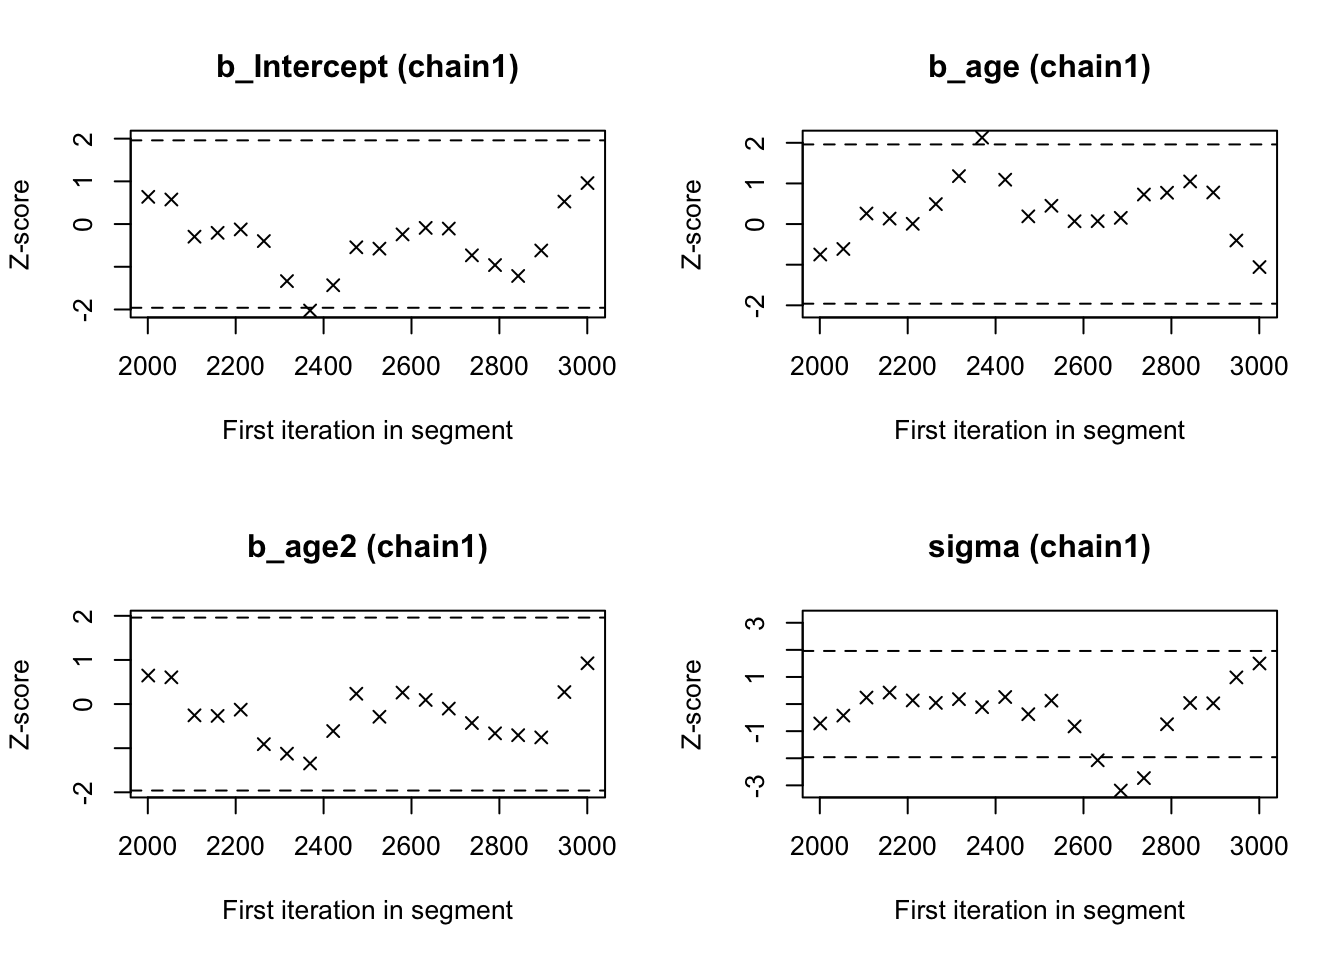 b_Intercept (chain1)
Z-score
2
1
0
-2
2000 2200 2400 2600 2800 3000
First iteration in segment
b_age (chain1)
Z-score
2
1
0
-2
2000 2200 2400 2600 2800 3000
First iteration in segment
b_age2 (chain1)
Z-score
2
1
0
-2
2000 2200 2400 2600 2800 3000
First iteration in segment
sigma (chain1)
Z-score
3
1
-1
-3
2000 2200 2400 2600 2800 3000
First iteration in segment